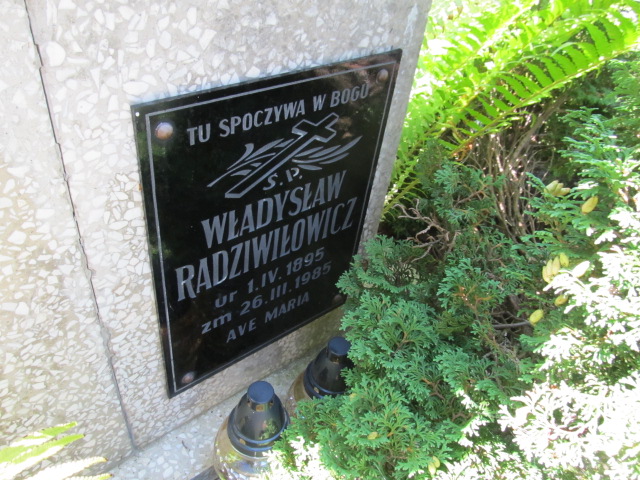 TU SPOCZYWA W BOGU
Ś.P.
WŁADYSŁAW
RADZIWIŁOWICZ
ur 1.IV.1895
zm 26.III.1985
AVE MARIA